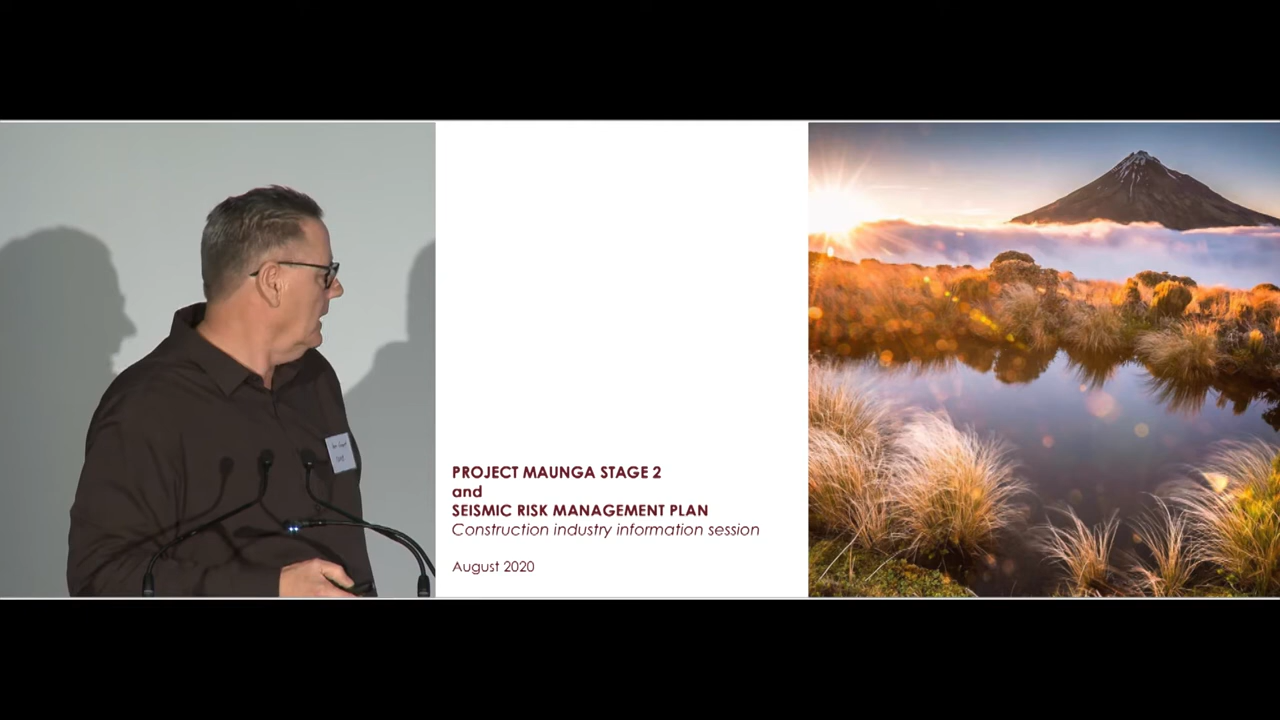 PROJECT MAUNGA STAGE 2
and
SEISMIC RISK MANAGEMENT PLAN
Construction industry information session
August 2020